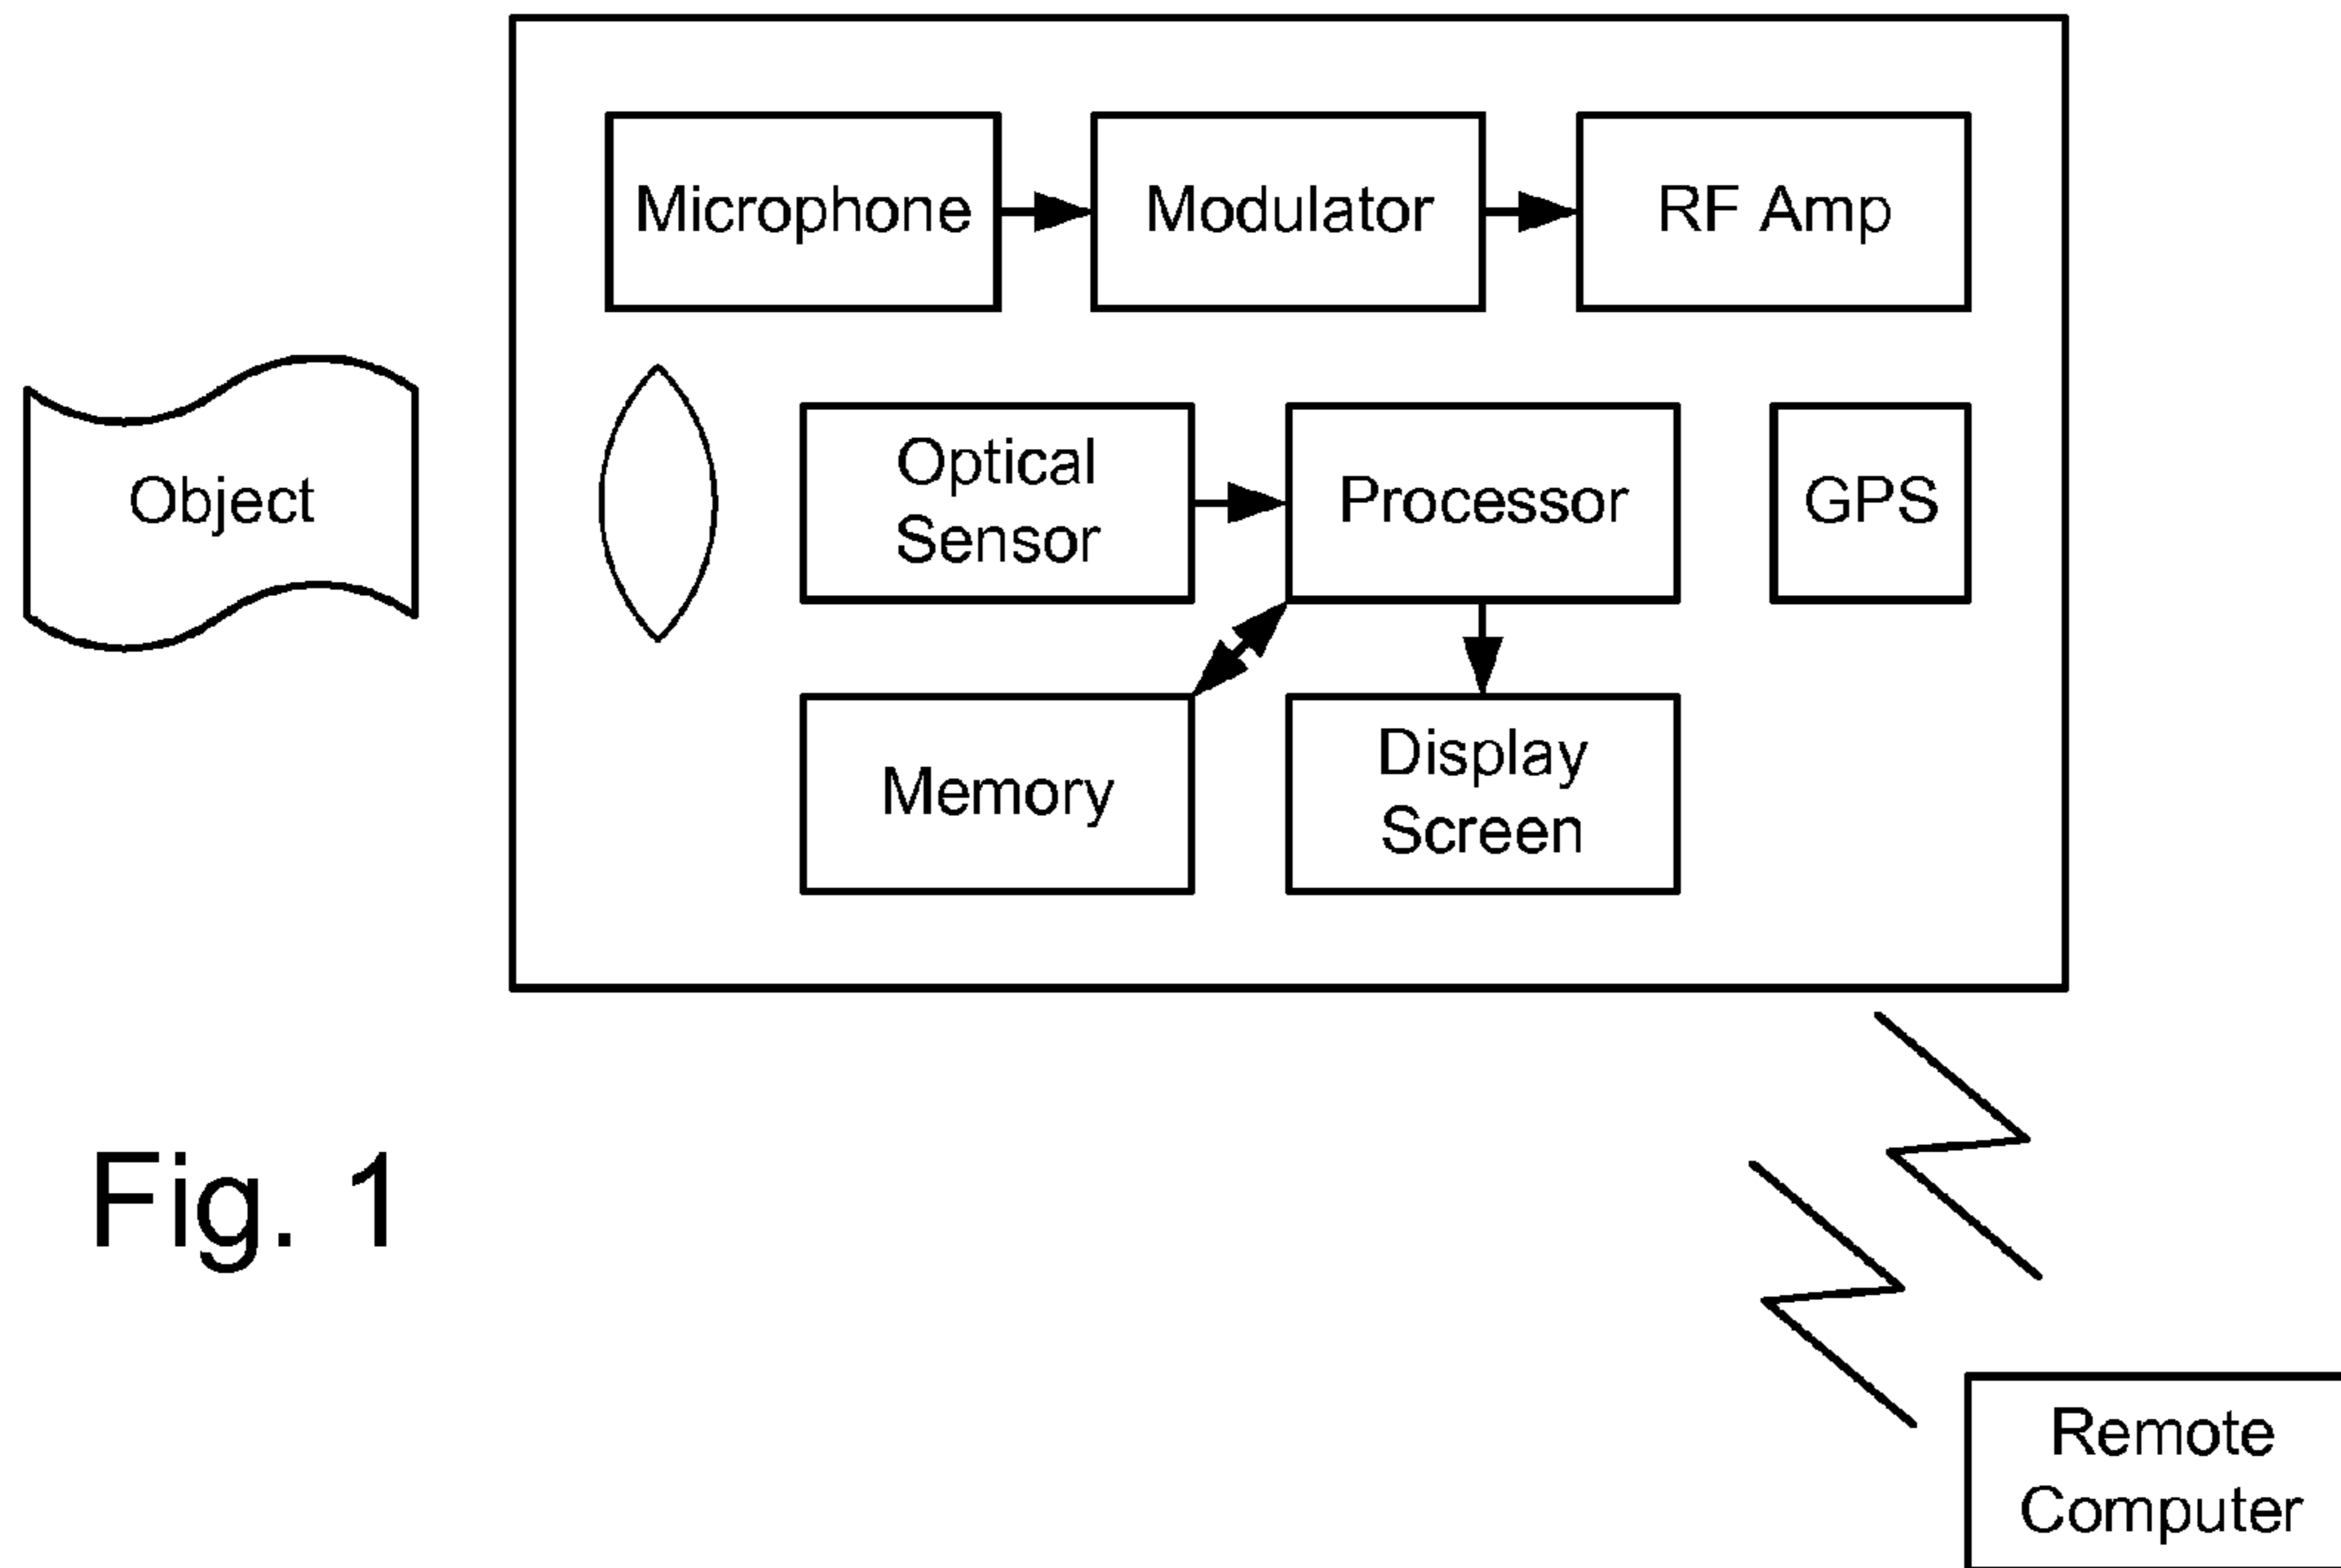 Microphone
Modulator
RF Amp
Object
Optical
Sensor
Processor
GPS
Memory
Display
Screen
Fig. 1
Remote
Computer